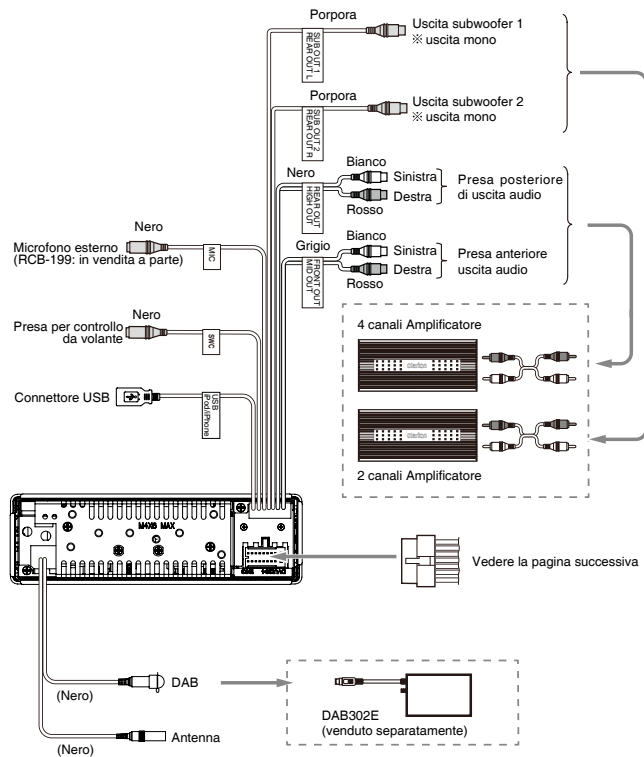 Porpora
SUB OUT 1
REAR OUT L
Uscita subwoofer 1
※ uscita mono
Porpora
SUB OUT 2
REAR OUT R
Uscita subwoofer 2
※ uscita mono
Nero
REAR OUT
HIGH OUT
Bianco
Sinistra
Destra
Rosso
Presa posteriore
di uscita audio
Grigio
FRONT OUT
MID OUT
Bianco
Sinistra
Destra
Rosso
Presa anteriore
uscita audio
Nero
Microfono esterno
(RCB-199: in vendita a parte)
MIC
Nero
Presa per controllo
da volante
SWC
Connettore USB
USB
iPod/iPhone
4 canali Amplificatore
clarion
clarion
2 canali Amplificatore
M4X6 MAX
Vedere la pagina successiva
(Nero)
DAB
DAB302E
(venduto separatamente)
(Nero)
Antenna